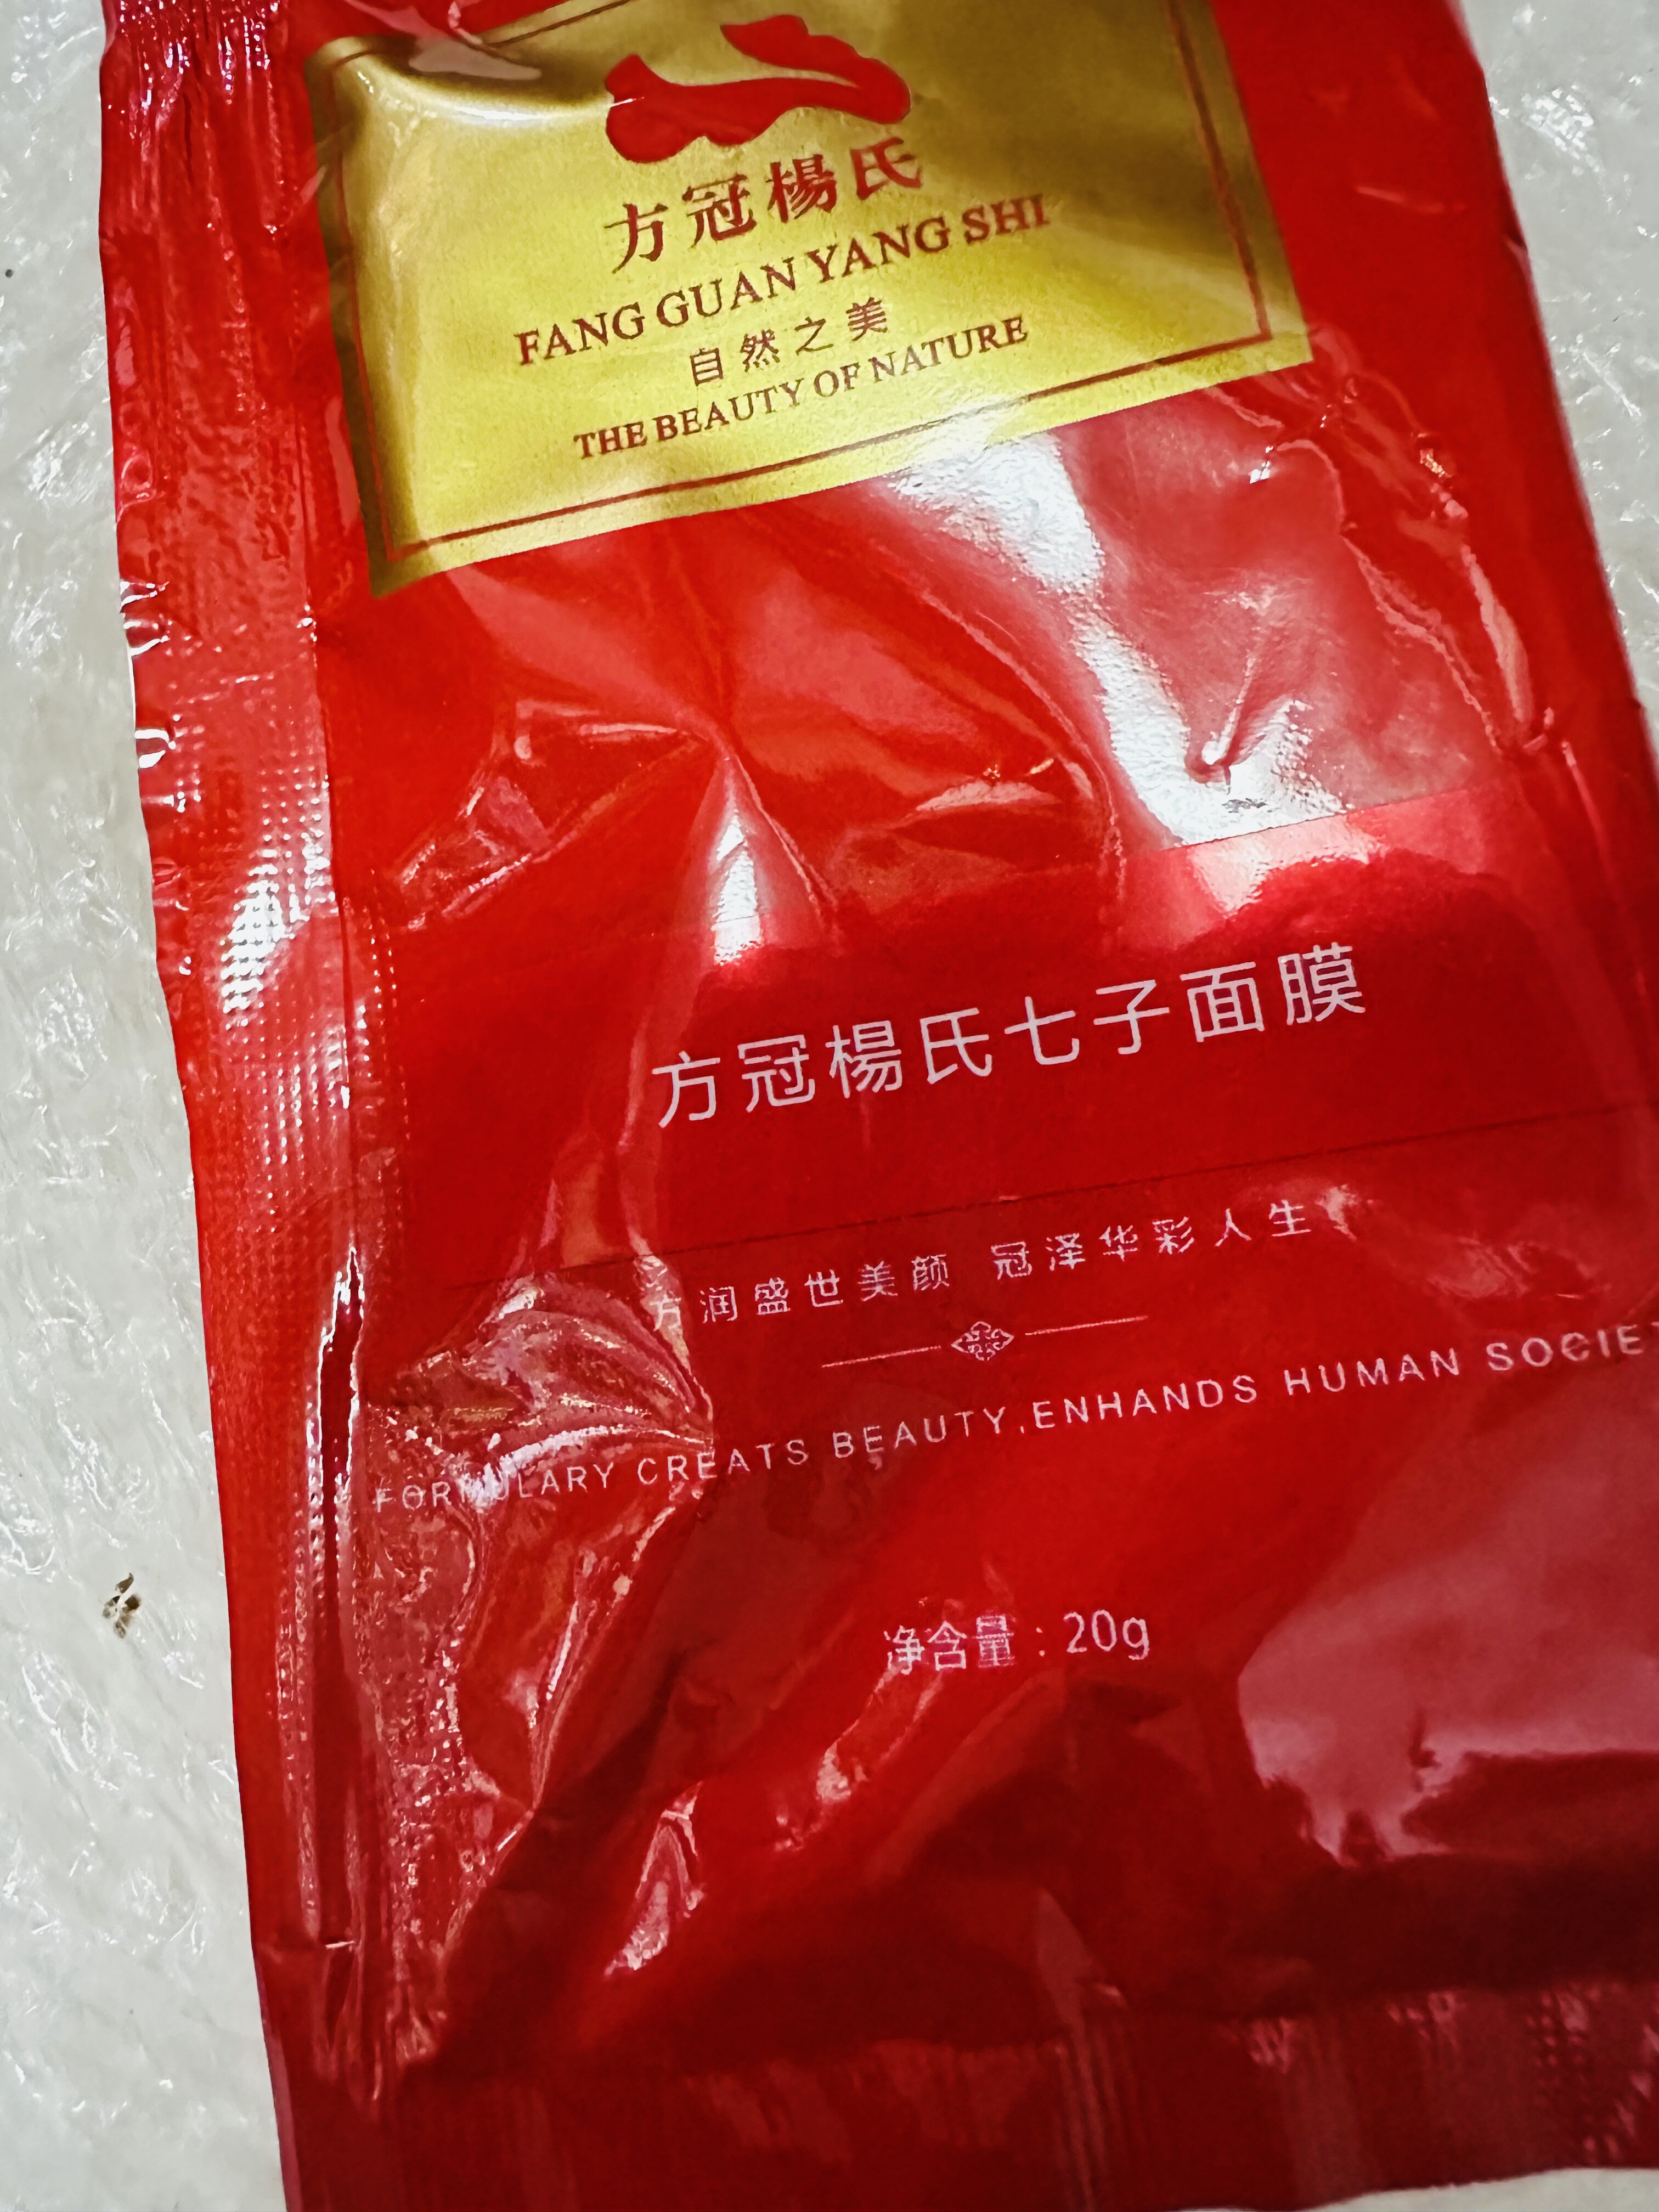 方冠楊氏
FANG GUAN YANG SHI
自然之美
THE BEAUTY OF NATURE
方冠楊氏七子面膜
方润盛世美颜 冠泽华彩人生
FORMULARY CREATS BEAUTY,ENHANDS HUMAN
净含量：20g